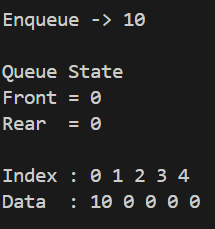 Enqueue -> 10
Queue State
Front = 0
Rear  = 0
Index : 0 1 2 3 4
Data  : 10 0 0 0 0